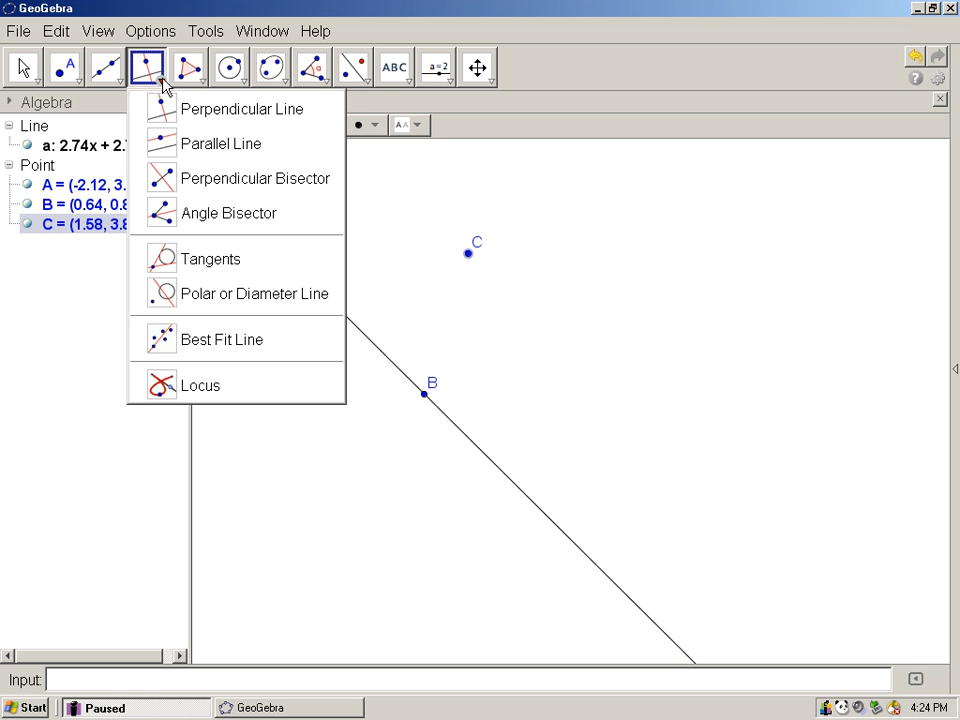 GeoGebra
File Edit View Options Tools Window Help
A ABC a=2
Algebra
Line
a: 2.74x + 2.
Point
A = (-2.12, 3.
B = (0.64, 0.8
C = (1.58, 3.8
Perpendicular Line
Parallel Line
Perpendicular Bisector
Angle Bisector
Tangents
Polar or Diameter Line
Best Fit Line
Locus
AA
C
B
Input:
Start Paused GeoGebra 4:24 PM